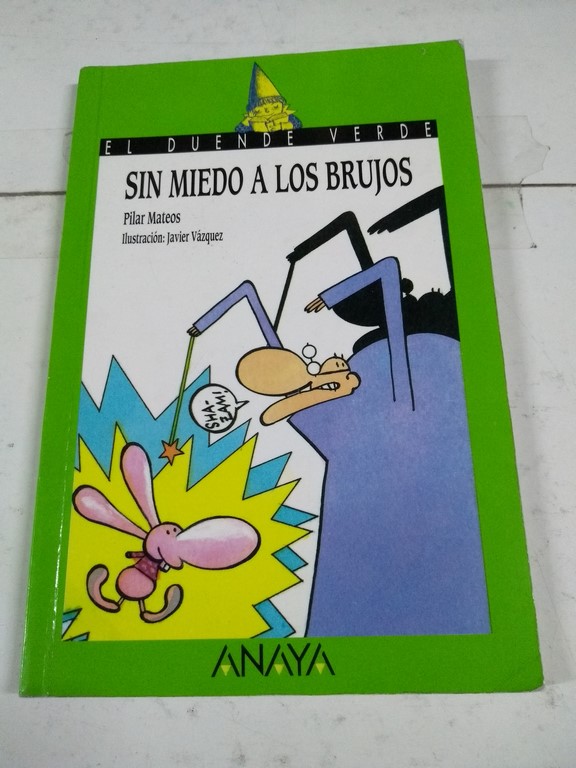 EL DUENDE VERDE
SIN MIEDO A LOS BRUJOS
Pilar Mateos
Ilustración: Javier Vázquez
¡SHA-
ZAM!
ANAYA